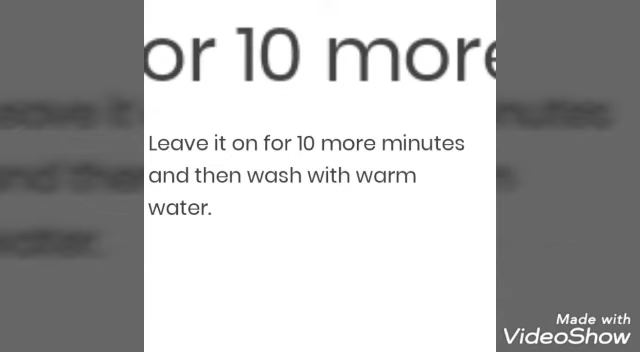 or 10 more
Leave it on for 10 more minutes
and then wash with warm
water.
Made with
VideoShow